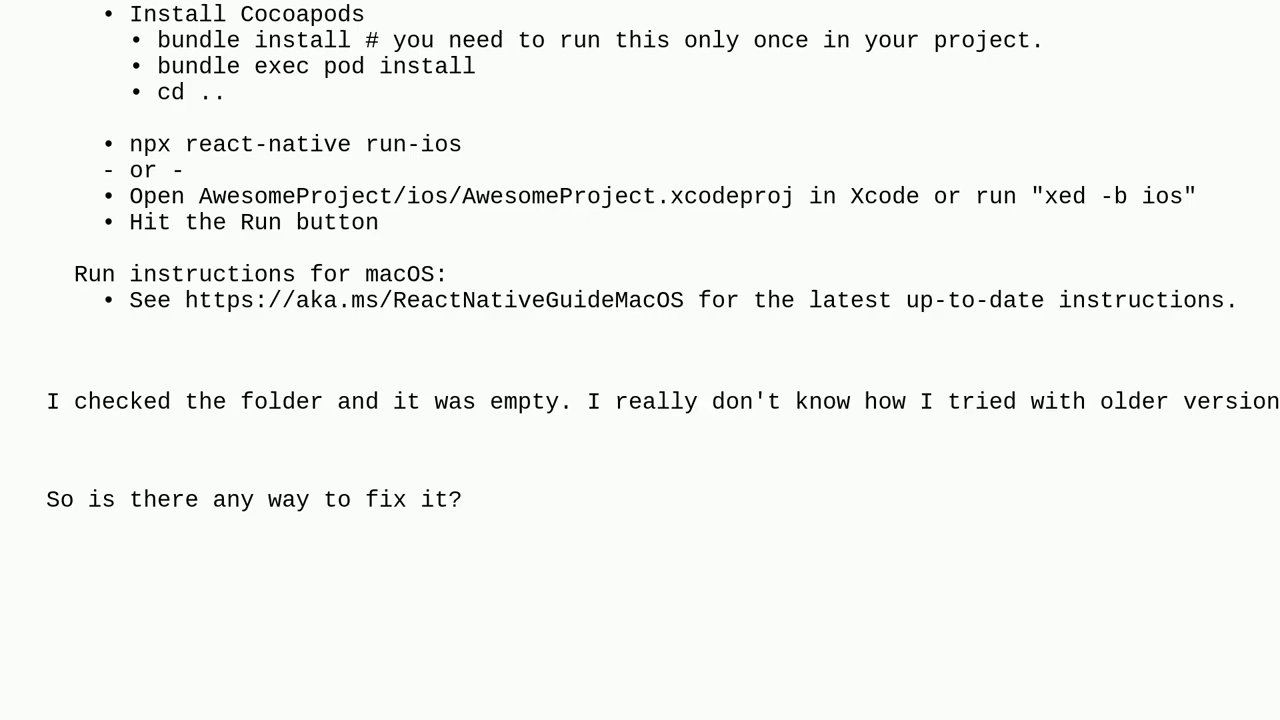 • Install Cocoapods
• bundle install # you need to run this only once in your project.
• bundle exec pod install
• cd ..
• npx react-native run-ios
- or -
• Open AwesomeProject/ios/AwesomeProject.xcodeproj in Xcode or run "xed -b ios"
• Hit the Run button
Run instructions for macOS:
• See https://aka.ms/ReactNativeGuideMacOS for the latest up-to-date instructions.
I checked the folder and it was empty. I really don't know how I tried with older version
So is there any way to fix it?